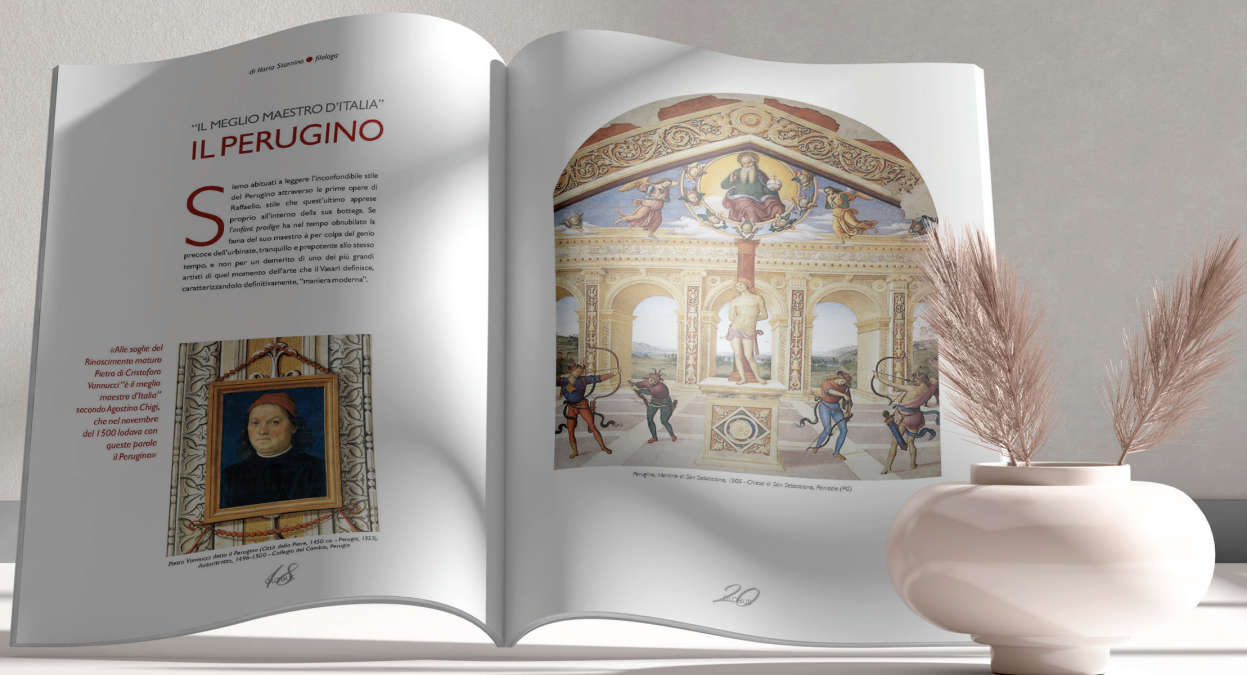 di Ilaria Starnino ● filologa
"IL MEGLIO MAESTRO D'ITALIA"
IL PERUGINO
Siamo abituati a leggere l'inconfondibile stile
del Perugino attraverso le prime opere di
Raffaello, stile che quest'ultimo apprese
proprio all'interno della sua bottega. Se
l'enfant prodige ha nel tempo obnubilato la
fama del suo maestro è per colpa del genio
precoce dell'urbinate, tranquillo e prepotente allo stesso
tempo, e non per un demerito di uno dei più grandi
artisti di quel momento dell'arte che il Vasari definisce,
caratterizzandolo definitivamente, "maniera moderna".
«Alle soglie del
Rinascimento maturo
Pietro di Cristoforo
Vannucci "è il meglio
maestro d'Italia"
secondo Agostino Chigi,
che nel novembre
del 1500 lodava con
queste parole
il Perugino»
Pietro Vannucci detto il Perugino (Città della Pieve, 1450 ca. - Perugia, 1523),
Autoritratto, 1496-1500 - Collegio del Cambio, Perugia
18
Perugino, Martirio di San Sebastiano, 1505 - Chiesa di San Sebastiano, Panicale (PG)
20